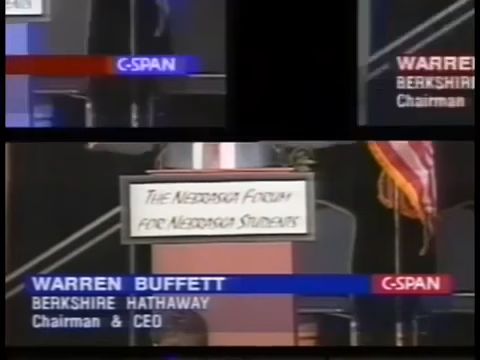 C-SPAN
WARREN
BERKSHIRE
Chairman
THE NEBRASKA FORUM
FOR NEBRASKA STUDENTS
WARREN BUFFETT
C-SPAN
BERKSHIRE HATHAWAY
Chairman & CEO